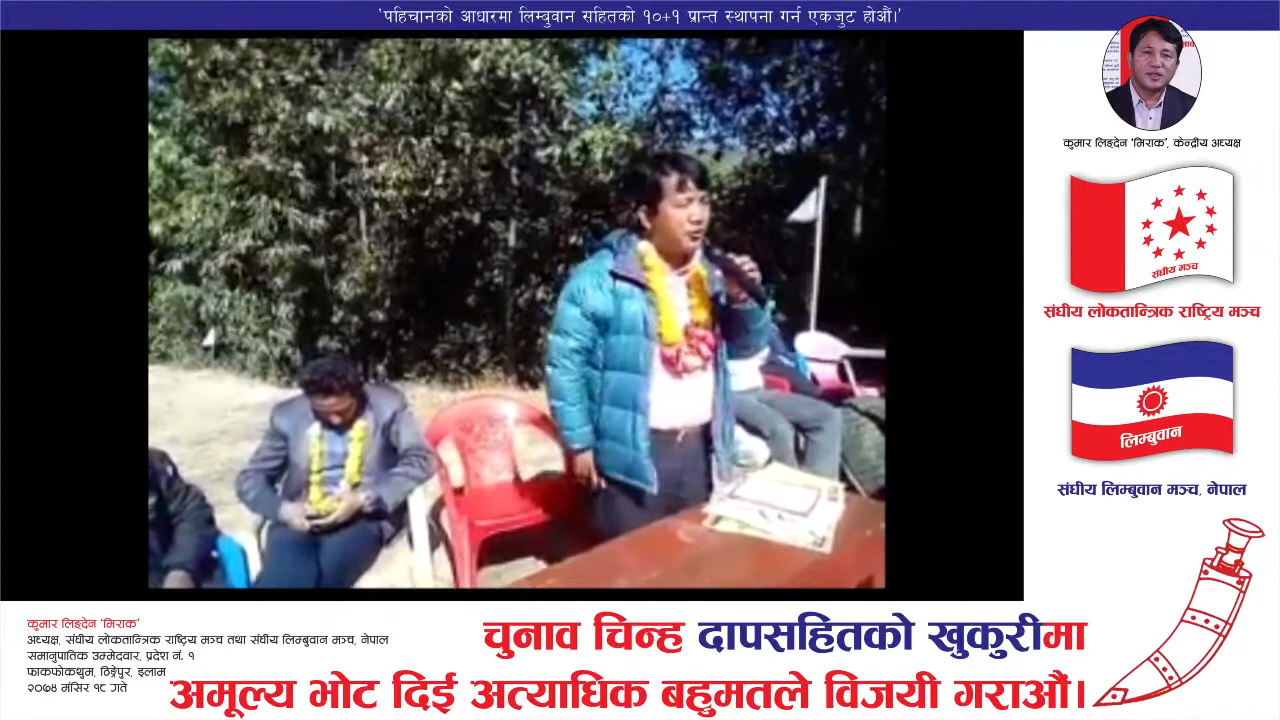 'पहिचानको आधारमा लिम्बुवान सहितको १०+१ प्रान्त स्थापना गर्न एकजुट होऔं।'
कुमार लिङ्देन 'मिराक', केन्द्रीय अध्यक्ष
संघीय मञ्च
संघीय लोकतान्त्रिक राष्ट्रिय मञ्च
लिम्बुवान
संघीय लिम्बुवान मञ्च, नेपाल
कुमार लिङ्देन 'मिराक'
अध्यक्ष, संघीय लोकतान्त्रिक राष्ट्रिय मञ्च तथा संघीय लिम्बुवान मञ्च, नेपाल
समानुपातिक उम्मेदवार, प्रदेश नं. १
फाकफोकथुम, ठिङ्गेपुर, इलाम
२०७४ मंसिर १८ गते
चुनाव चिन्ह दापसहितको खुकुरीमा
अमूल्य भोट दिई अत्याधिक बहुमतले विजयी गराऔं।